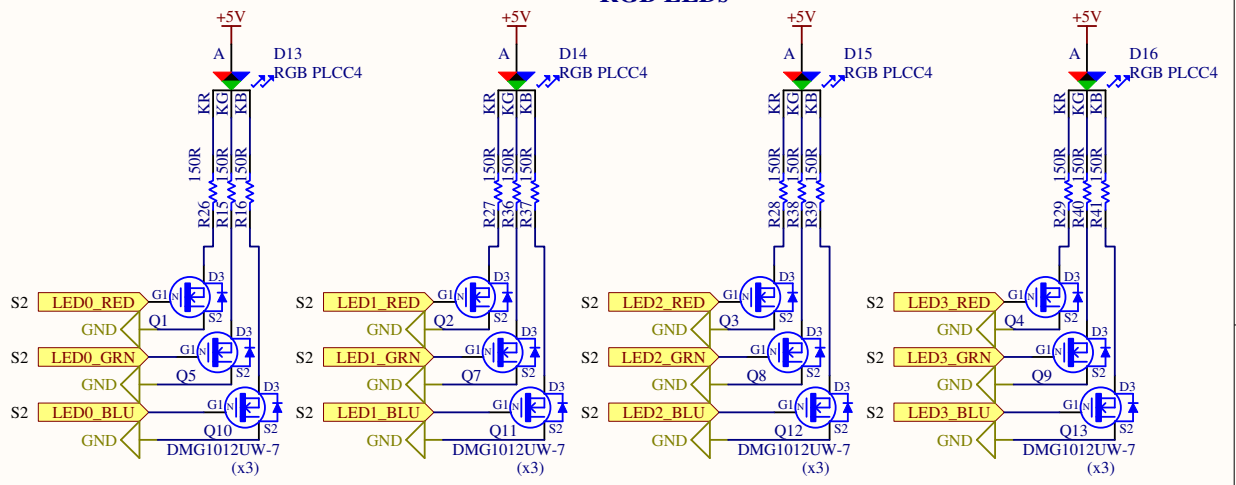 RGB LEDs
+5V +5V +5V +5V
A D13 A D14 A D15 A D16
RGB PLCC4 RGB PLCC4 RGB PLCC4 RGB PLCC4
KR KG KB KR KG KB KR KG KB KR KG KB
150R 150R 150R 150R 150R 150R 150R 150R 150R 150R 150R 150R
R26 R15 R16 R27 R36 R37 R28 R38 R39 R29 R40 R41
D3 D3 D3 D3
S2 LED0_RED G1 N S2 LED1_RED G1 N S2 LED2_RED G1 N S2 LED3_RED G1 N
S2 S2 S2 S2
GND Q1 GND Q2 GND Q3 GND Q4
D3 D3 D3 D3
S2 LED0_GRN G1 N S2 LED1_GRN G1 N S2 LED2_GRN G1 N S2 LED3_GRN G1 N
S2 S2 S2 S2
GND Q5 GND Q7 GND Q8 GND Q9
D3 D3 D3 D3
S2 LED0_BLU G1 N S2 LED1_BLU G1 N S2 LED2_BLU G1 N S2 LED3_BLU G1 N
S2 S2 S2 S2
GND Q10 GND Q11 GND Q12 GND Q13
DMG1012UW-7 DMG1012UW-7 DMG1012UW-7 DMG1012UW-7
(x3) (x3) (x3) (x3)